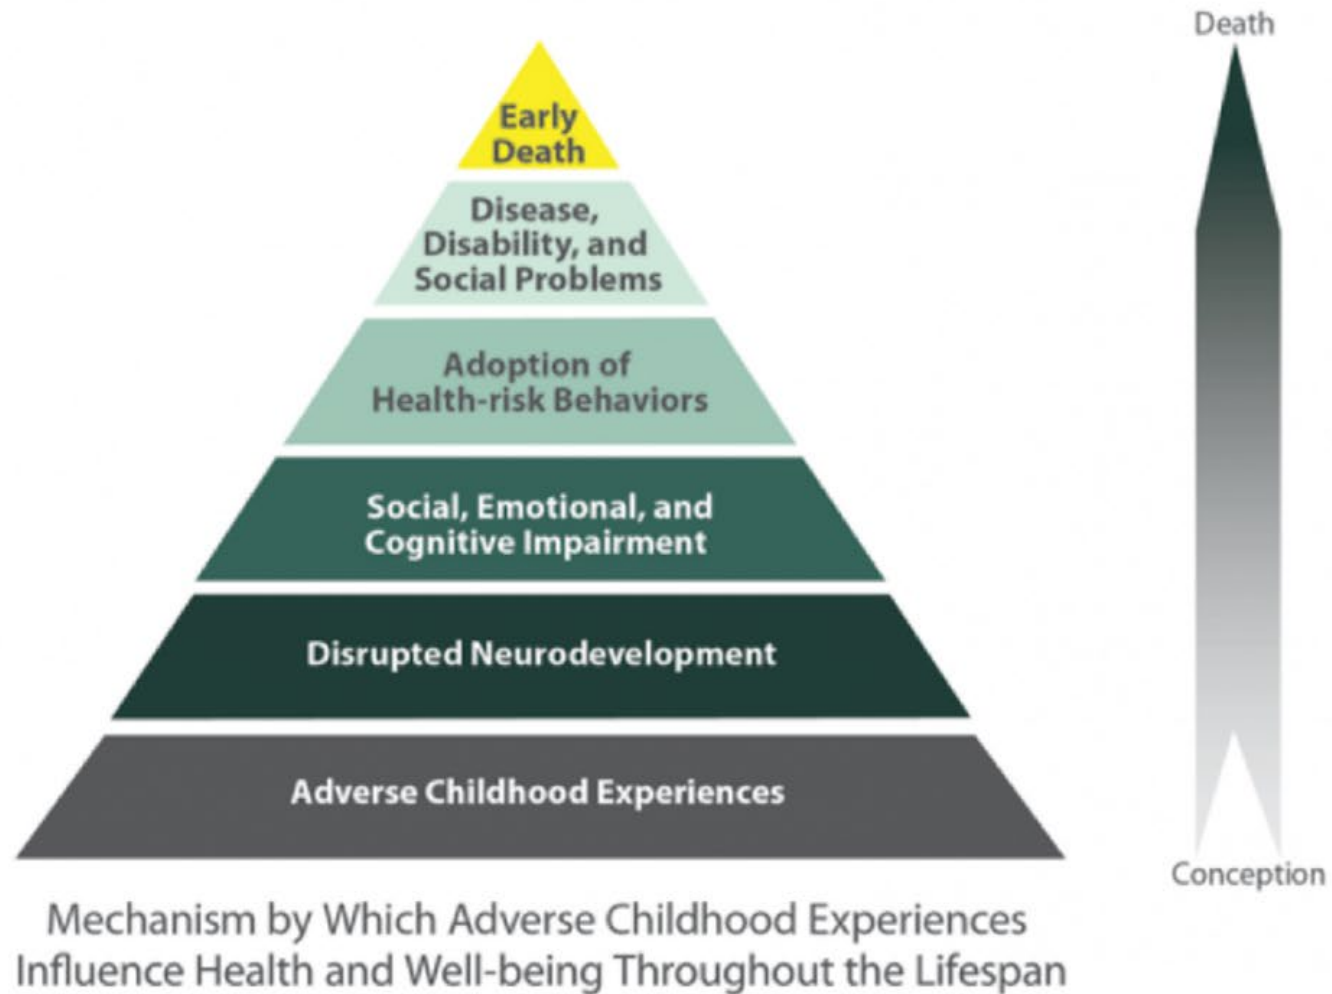 Death
Early
Death
Disease,
Disability, and
Social Problems
Adoption of
Health-risk Behaviors
Social, Emotional, and
Cognitive Impairment
Disrupted Neurodevelopment
Adverse Childhood Experiences
Conception
Mechanism by Which Adverse Childhood Experiences
Influence Health and Well-being Throughout the Lifespan